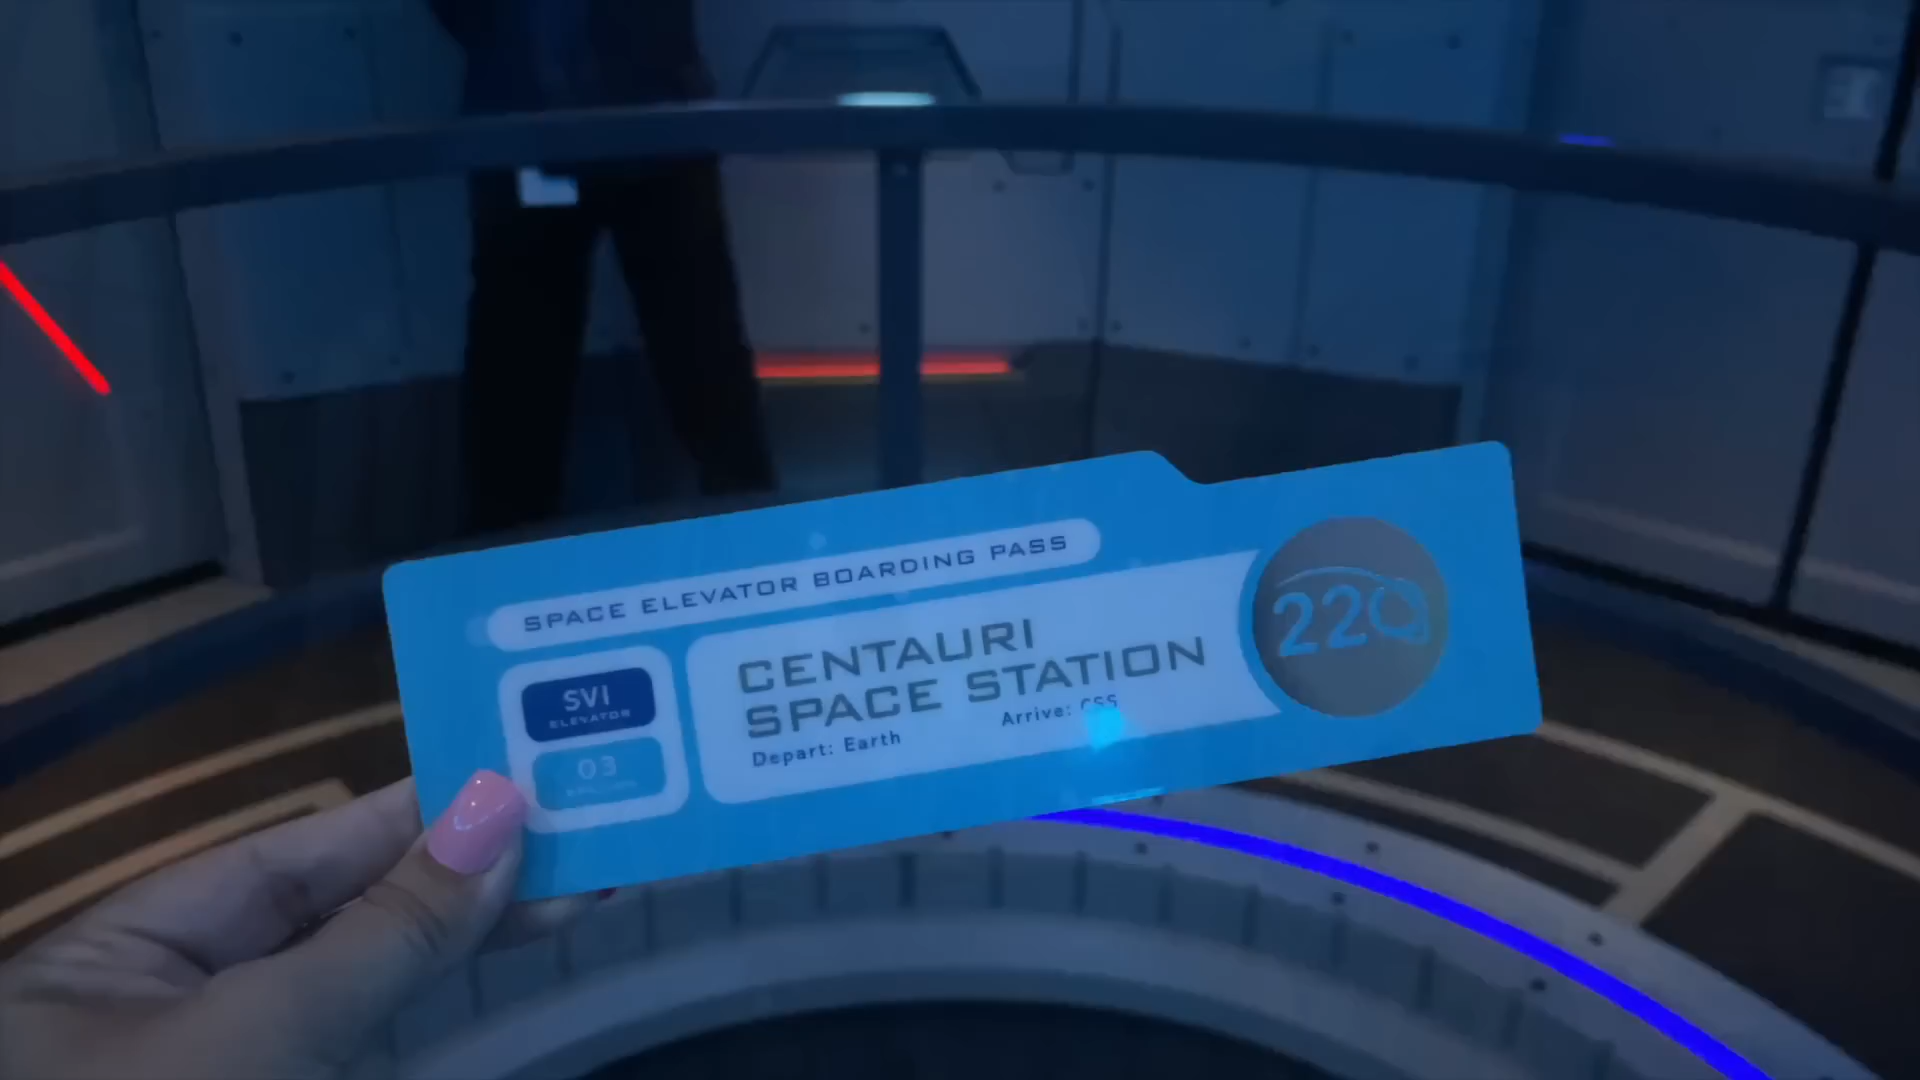 SPACE ELEVATOR BOARDING PASS
SVI
ELEVATOR
03
CENTAURI
SPACE STATION
Depart: Earth
Arrive: CSS
220